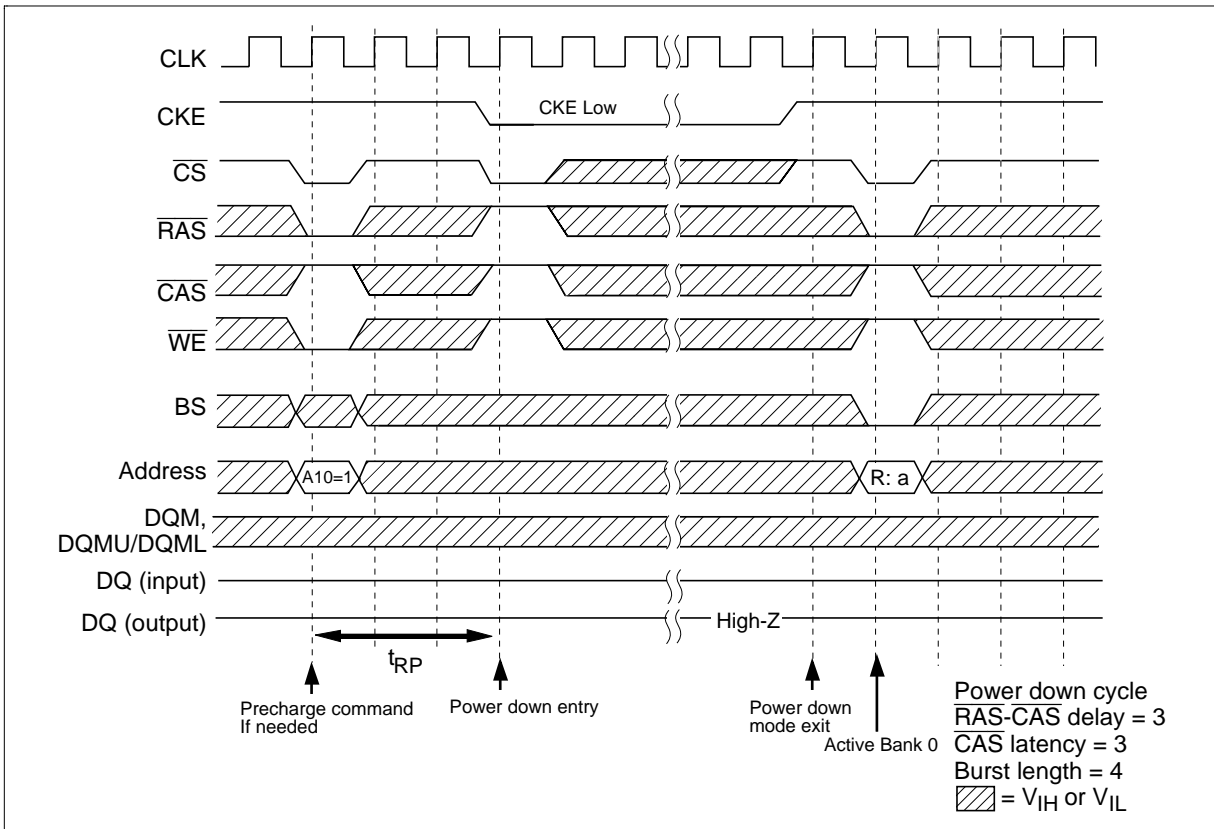 CLK
CKE
CKE Low
CS
RAS
CAS
WE
BS
Address
A10=1
R: a
DQM,
DQMU/DQML
DQ (input)
DQ (output)
High-Z
tRP
Precharge command
If needed
Power down entry
Power down
mode exit
Active Bank 0
Power down cycle
RAS-CAS delay = 3
CAS latency = 3
Burst length = 4
= VIH or VIL